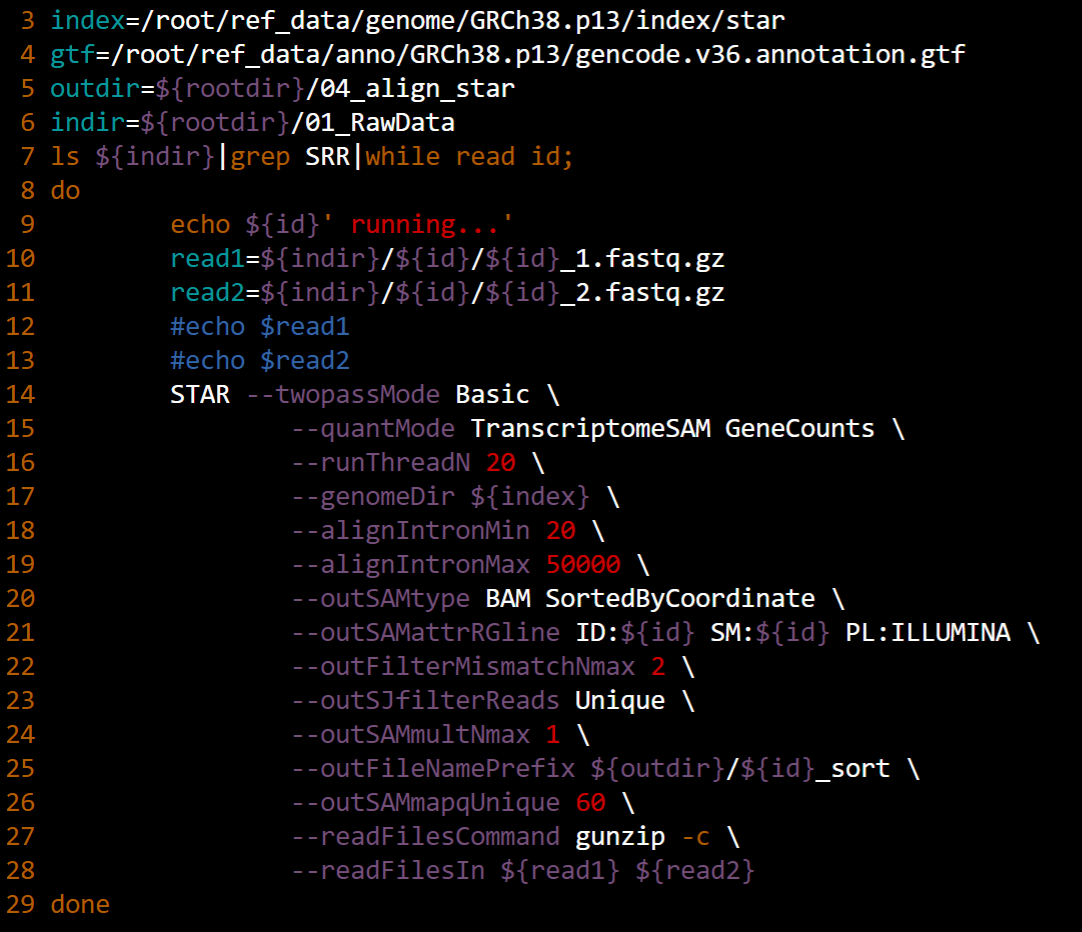 3 index=/root/ref_data/genome/GRCh38.p13/index/star
4 gtf=/root/ref_data/anno/GRCh38.p13/gencode.v36.annotation.gtf
5 outdir=${rootdir}/04_align_star
6 indir=${rootdir}/01_RawData
7 ls ${indir}|grep SRR|while read id;
8 do
9 echo ${id}' running...'
10 read1=${indir}/${id}/${id}_1.fastq.gz
11 read2=${indir}/${id}/${id}_2.fastq.gz
12 #echo $read1
13 #echo $read2
14 STAR --twopassMode Basic \
15 --quantMode TranscriptomeSAM GeneCounts \
16 --runThreadN 20 \
17 --genomeDir ${index} \
18 --alignIntronMin 20 \
19 --alignIntronMax 50000 \
20 --outSAMtype BAM SortedByCoordinate \
21 --outSAMattrRGline ID:${id} SM:${id} PL:ILLUMINA \
22 --outFilterMismatchNmax 2 \
23 --outSJfilterReads Unique \
24 --outSAMmultNmax 1 \
25 --outFileNamePrefix ${outdir}/${id}_sort \
26 --outSAMmapqUnique 60 \
27 --readFilesCommand gunzip -c \
28 --readFilesIn ${read1} ${read2}
29 done